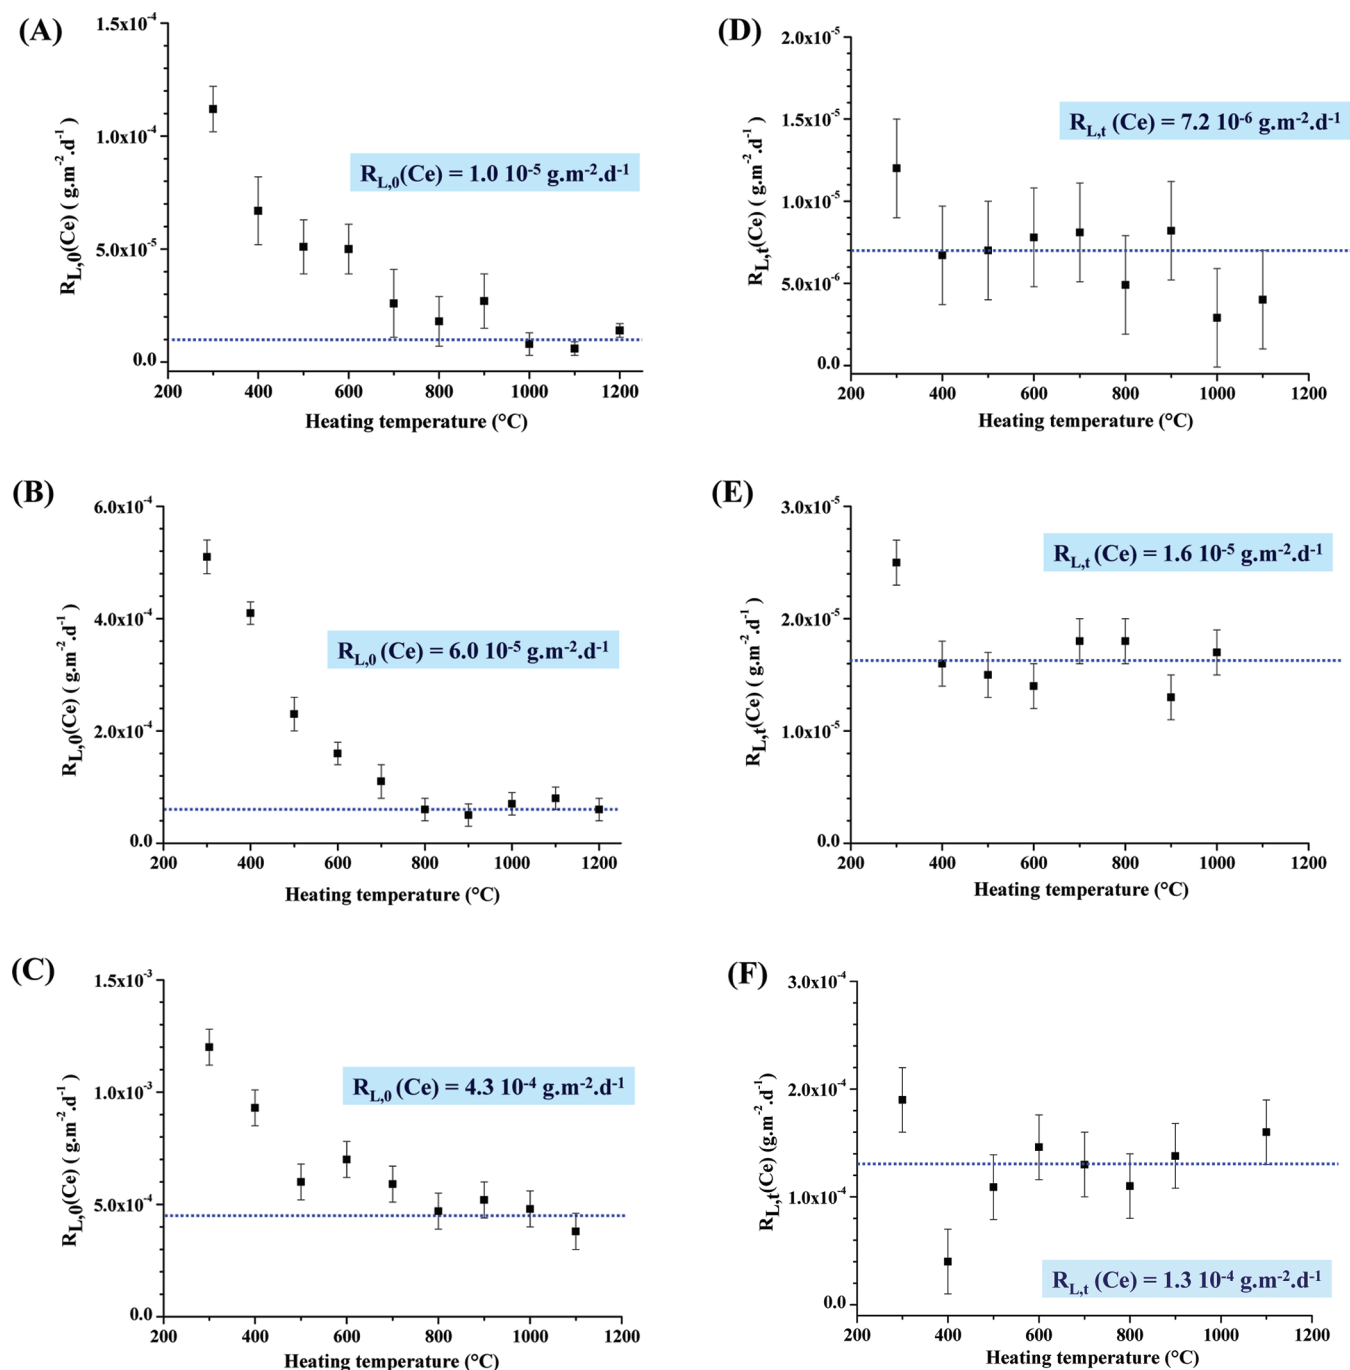 (A)
1.5x10⁻⁴
1.0x10⁻⁴
5.0x10⁻⁵
0.0
R_L,0(Ce) ( g.m⁻².d⁻¹ )
R_L,0(Ce) = 1.0 10⁻⁵ g.m⁻².d⁻¹
200 400 600 800 1000 1200
Heating temperature (°C)
(D)
2.0x10⁻⁵
1.5x10⁻⁵
1.0x10⁻⁵
5.0x10⁻⁶
0.0
R_L,t(Ce) ( g.m⁻².d⁻¹ )
R_L,t (Ce) = 7.2 10⁻⁶ g.m⁻².d⁻¹
200 400 600 800 1000 1200
Heating temperature (°C)
(B)
6.0x10⁻⁴
4.0x10⁻⁴
2.0x10⁻⁴
0.0
R_L,0(Ce) ( g.m⁻².d⁻¹ )
R_L,0 (Ce) = 6.0 10⁻⁵ g.m⁻².d⁻¹
200 400 600 800 1000 1200
Heating temperature (°C)
(E)
3.0x10⁻⁵
2.0x10⁻⁵
1.0x10⁻⁵
0.0
R_L,t(Ce) ( g.m⁻².d⁻¹ )
R_L,t (Ce) = 1.6 10⁻⁵ g.m⁻².d⁻¹
200 400 600 800 1000 1200
Heating temperature (°C)
(C)
1.5x10⁻³
1.0x10⁻³
5.0x10⁻⁴
0.0
R_L,0(Ce) ( g.m⁻².d⁻¹ )
R_L,0 (Ce) = 4.3 10⁻⁴ g.m⁻².d⁻¹
200 400 600 800 1000 1200
Heating temperature (°C)
(F)
3.0x10⁻⁴
2.0x10⁻⁴
1.0x10⁻⁴
0.0
R_L,t(Ce) (g.m⁻².d⁻¹)
R_L,t (Ce) = 1.3 10⁻⁴ g.m⁻².d⁻¹
200 400 600 800 1000 1200
Heating temperature (°C)